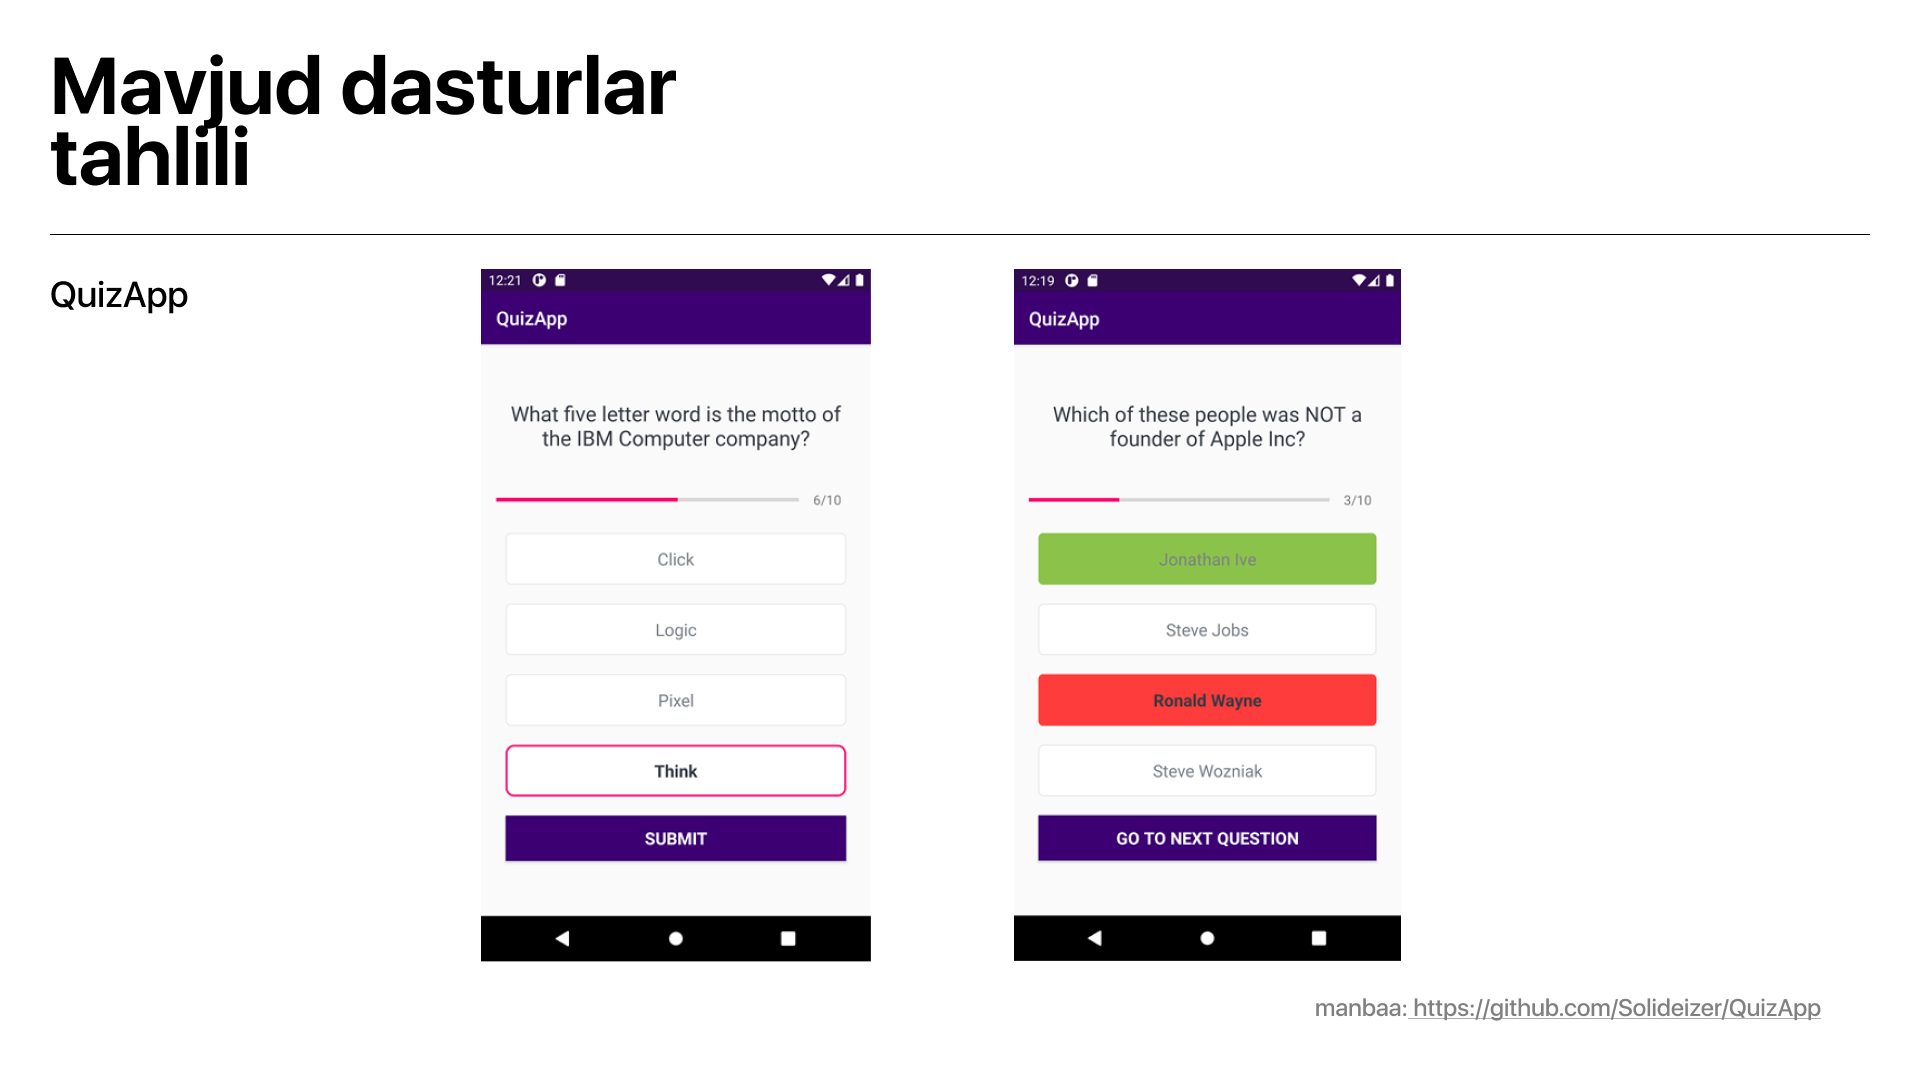 Mavjud dasturlar
tahlili
QuizApp
12:21
QuizApp
What five letter word is the motto of
the IBM Computer company?
6/10
Click
Logic
Pixel
Think
SUBMIT
12:19
QuizApp
Which of these people was NOT a
founder of Apple Inc?
3/10
Jonathan Ive
Steve Jobs
Ronald Wayne
Steve Wozniak
GO TO NEXT QUESTION
manbaa: https://github.com/Solideizer/QuizApp